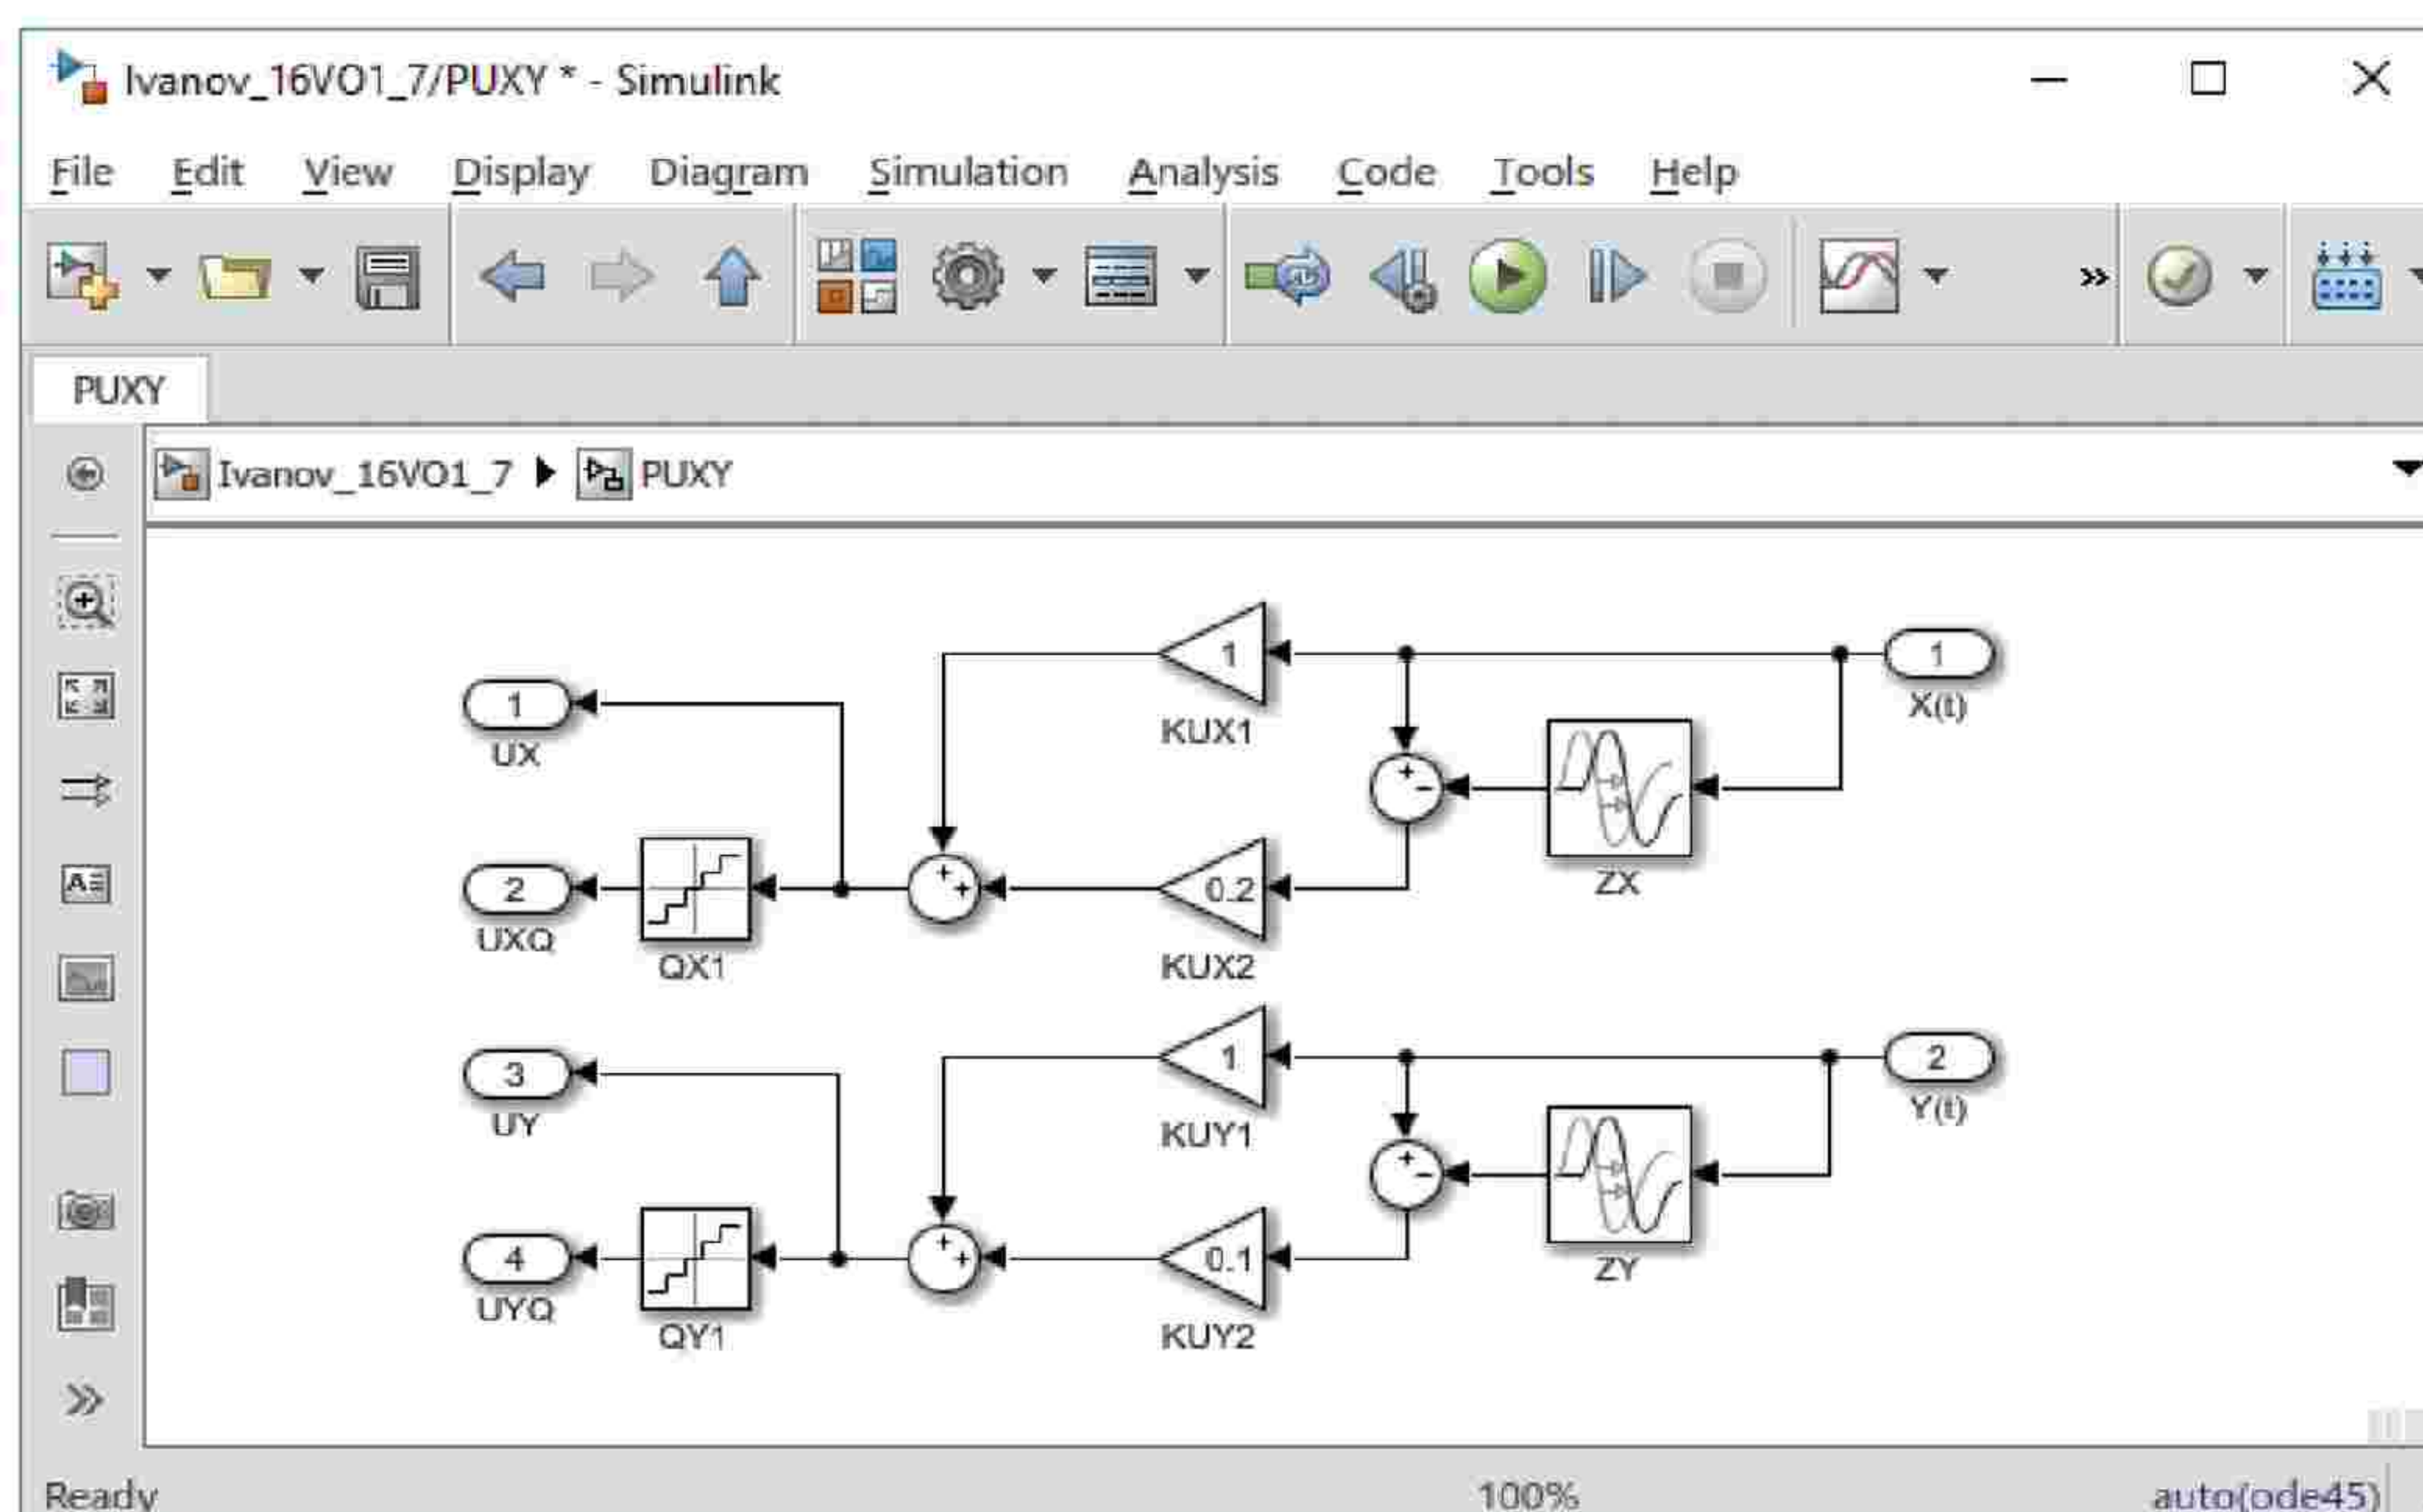 Ivanov_16VO1_7/PUXY * - Simulink
File Edit View Display Diagram Simulation Analysis Code Tools Help
PUXY
Ivanov_16VO1_7 PUXY
1
KUX1
1
X(t)
1
UX
ZX
2
UXQ
QX1
0.2
KUX2
1
KUY1
2
Y(t)
3
UY
ZY
4
UYQ
QY1
0.1
KUY2
Ready 100% auto(ode45)